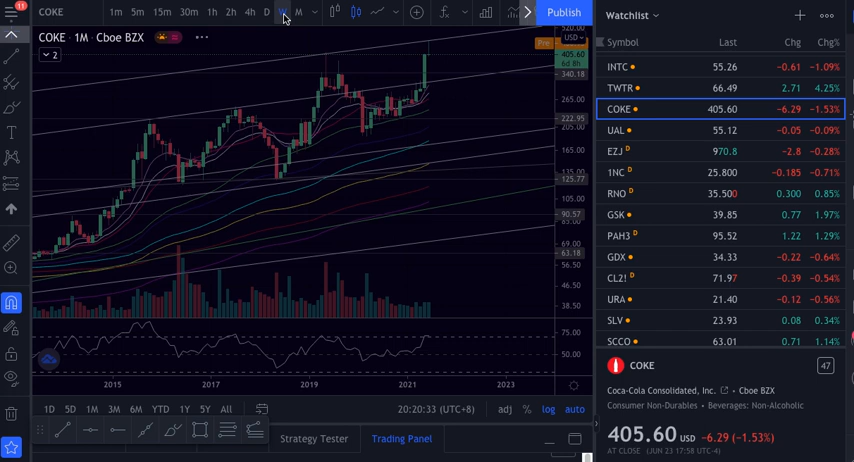 11
COKE 1m 5m 15m 30m 1h 2h 4h D W M Publish
COKE · 1M · Cboe BZX
2
USD
Pre
405.60
6d 8h
340.18
265.00
222.95
205.00
165.00
135.00
125.77
105.00
90.57
69.00
63.18
56.50
46.50
38.50
75.00
50.00
2015 2017 2019 2021 2023
1D 5D 1M 3M 6M YTD 1Y 5Y All 20:20:33 (UTC+8) adj % log auto
Strategy Tester Trading Panel
Watchlist
Symbol Last Chg Chg%
INTC 55.26 −0.61 −1.09%
TWTR 66.49 2.71 4.25%
COKE 405.60 −6.29 −1.53%
UAL 55.12 −0.05 −0.09%
EZJ D 970.8 −2.8 −0.28%
1NC D 25.800 −0.185 −0.71%
RNO D 35.500 0.300 0.85%
GSK 39.85 0.77 1.97%
PAH3 D 95.52 1.22 1.29%
GDX 34.33 −0.22 −0.64%
CL2! D 71.97 −0.39 −0.54%
URA 21.40 −0.12 −0.56%
SLV 23.93 0.08 0.34%
SCCO 63.01 0.71 1.14%
COKE 47
Coca-Cola Consolidated, Inc. • Cboe BZX
Consumer Non-Durables • Beverages: Non-Alcoholic
405.60 USD −6.29 (−1.53%)
AT CLOSE (JUN 23 17:58 UTC-4)